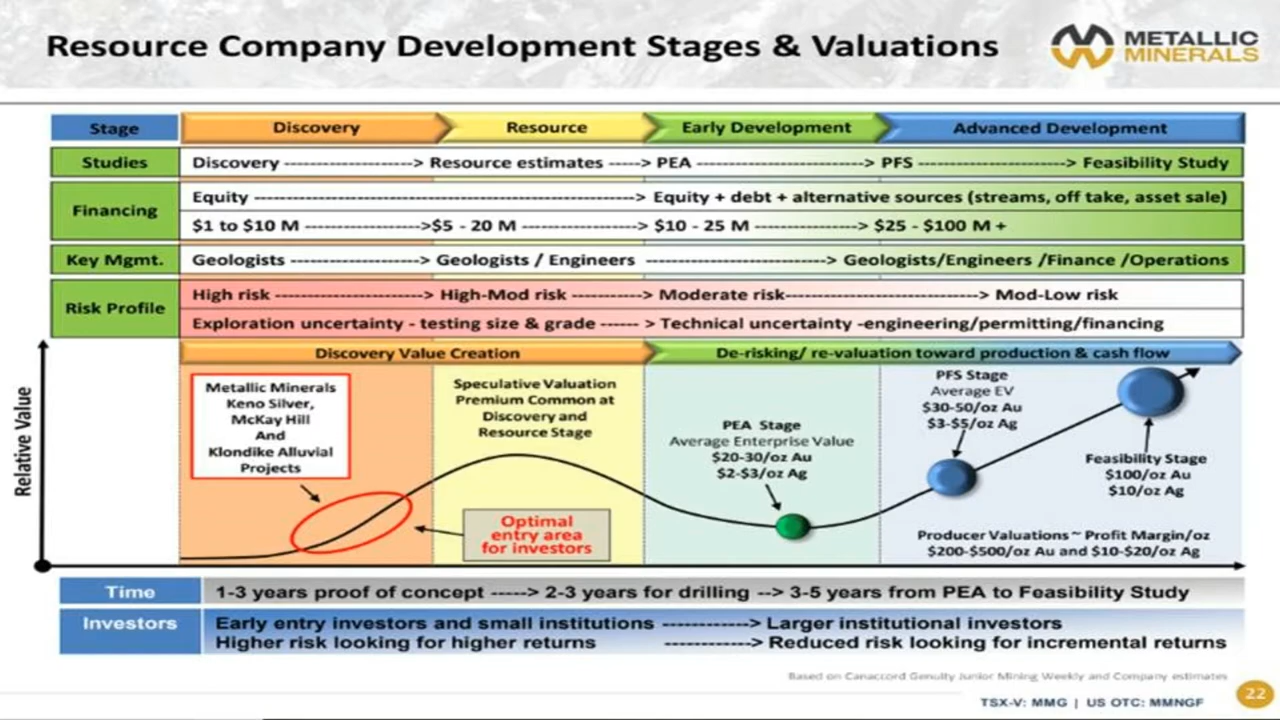 Resource Company Development Stages & Valuations
METALLIC
MINERALS
Stage
Discovery
Resource
Early Development
Advanced Development
Studies
Discovery ------------------> Resource estimates -----> PEA ------------------------> PFS ---------------------> Feasibility Study
Financing
Equity ------------------------------------------------------> Equity + debt + alternative sources (streams, off take, asset sale)
$1 to $10 M ---------------->$5 - 20 M -----------------> $10 - 25 M --------------> $25 - $100 M +
Key Mgmt.
Geologists -------------------> Geologists / Engineers -------------------------> Geologists/Engineers /Finance /Operations
Risk Profile
High risk ---------------------> High-Mod risk ----------> Moderate risk---------------------------> Mod-Low risk
Exploration uncertainty - testing size & grade ------ > Technical uncertainty -engineering/permitting/financing
Discovery Value Creation
De-risking/ re-valuation toward production & cash flow
Relative Value
Metallic Minerals
Keno Silver,
McKay Hill
And
Klondike Alluvial
Projects
Speculative Valuation
Premium Common at
Discovery and
Resource Stage
Optimal
entry area
for investors
PEA Stage
Average Enterprise Value
$20-30/oz Au
$2-$3/oz Ag
PFS Stage
Average EV
$30-50/oz Au
$3-$5/oz Ag
Feasibility Stage
$100/oz Au
$10/oz Ag
Producer Valuations ~ Profit Margin/oz
$200-$500/oz Au and $10-$20/oz Ag
Time
1-3 years proof of concept -----> 2-3 years for drilling --> 3-5 years from PEA to Feasibility Study
Investors
Early entry investors and small institutions ------------> Larger institutional investors
Higher risk looking for higher returns ------------> Reduced risk looking for incremental returns
Based on Canaccord Genuity Junior Mining Weekly and Company estimates
TSX-V: MMG | US OTC: MMNGF
22